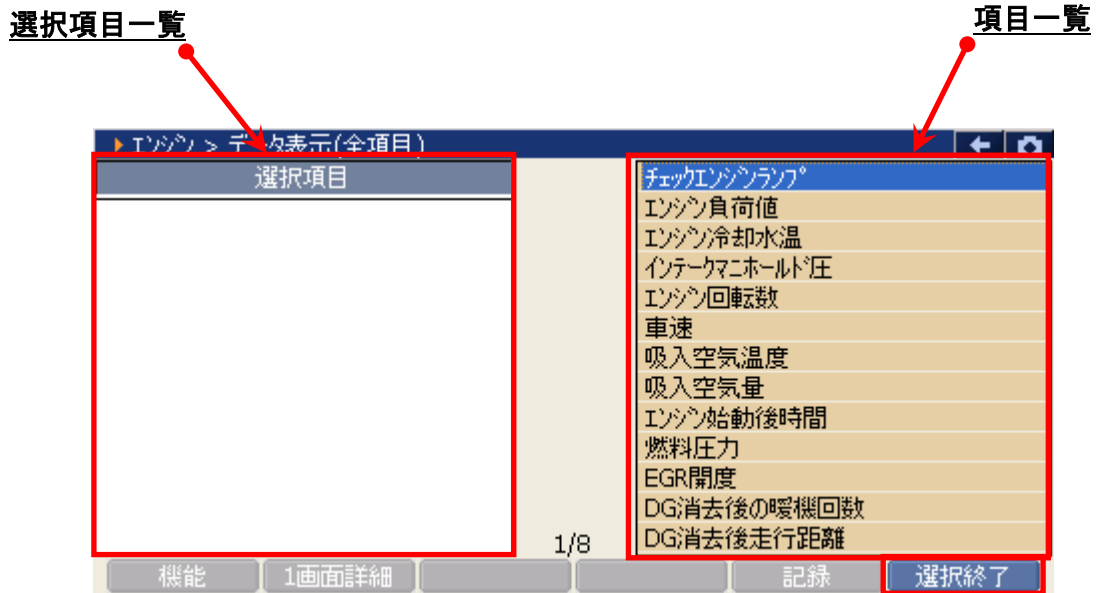 選択項目一覧
項目一覧
エンジン > データ表示(全項目)
選択項目
チェックエンジンランプ
エンジン負荷値
エンジン冷却水温
インテークマニホールド圧
エンジン回転数
車速
吸入空気温度
吸入空気量
エンジン始動後時間
燃料圧力
EGR開度
DG消去後の暖機回数
DG消去後走行距離
1/8
機能
1画面詳細
記録
選択終了